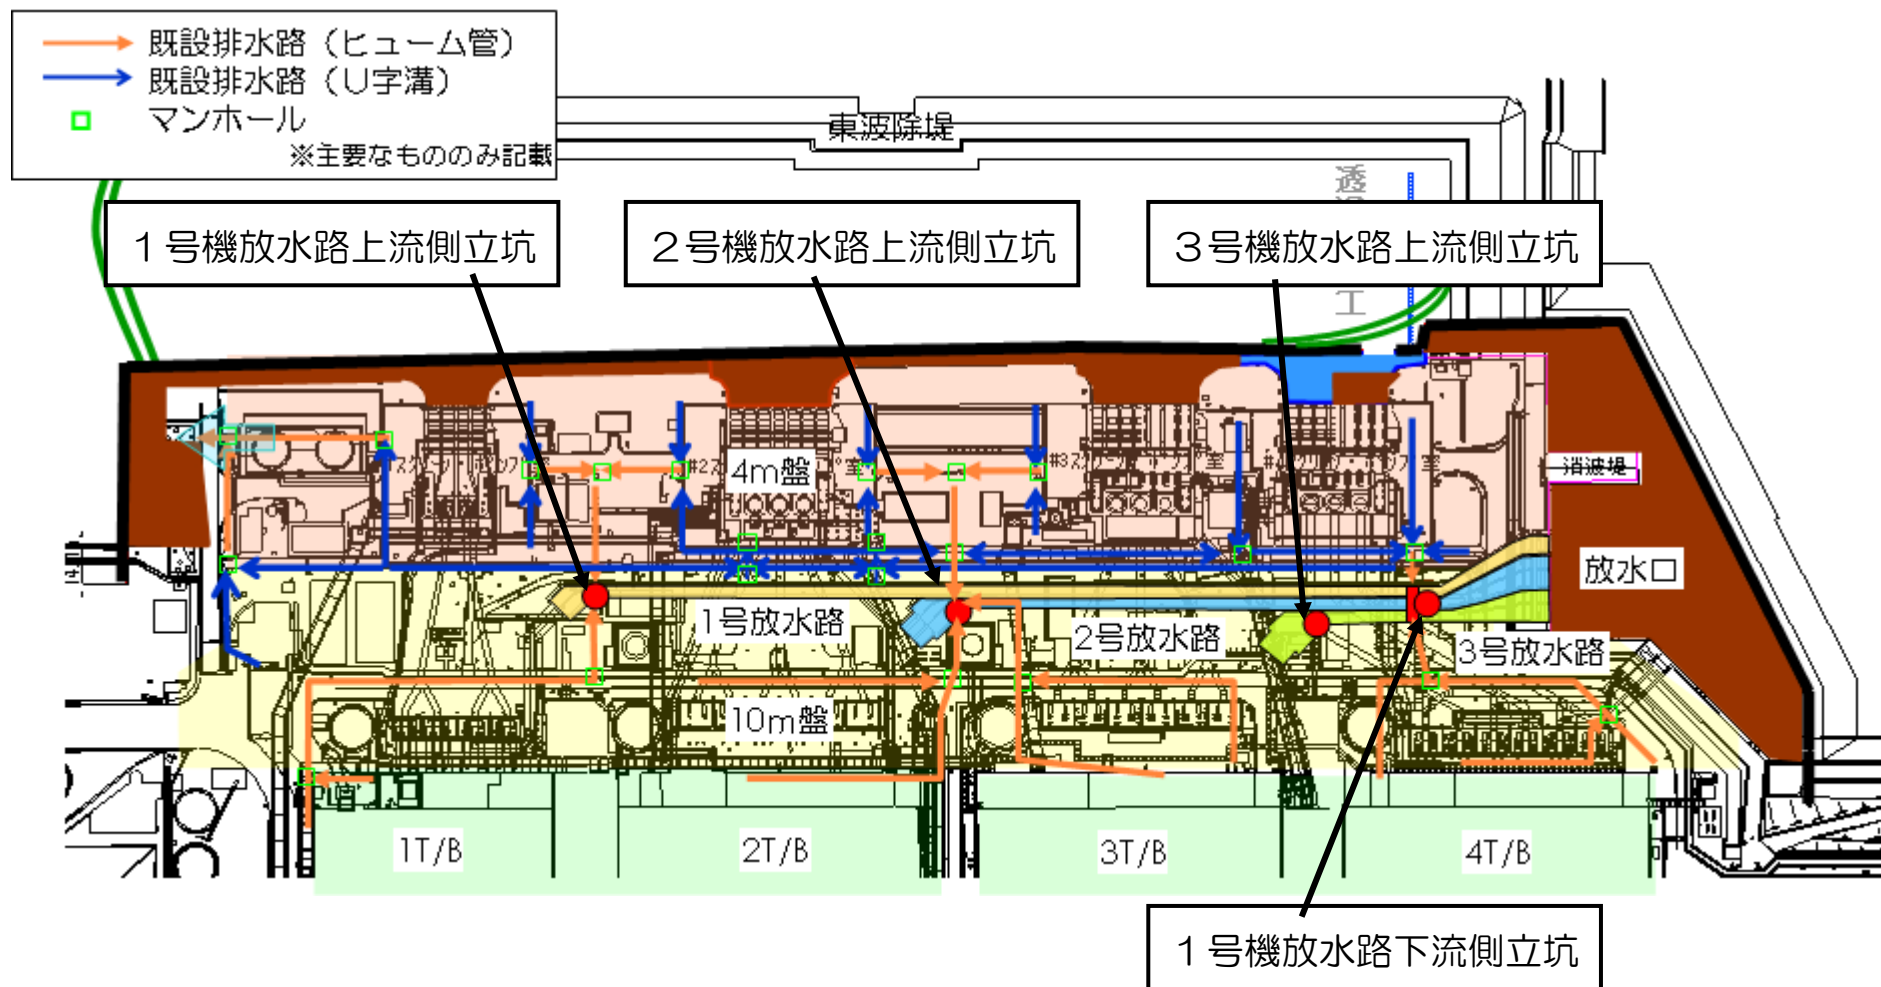 既設排水路（ヒューム管）
既設排水路（U字溝）
マンホール
※主要なもののみ記載
東波除堤
透
工
１号機放水路上流側立坑
２号機放水路上流側立坑
３号機放水路上流側立坑
4m盤
消波堤
放水口
1号放水路
2号放水路
3号放水路
10m盤
1T/B
2T/B
3T/B
4T/B
１号機放水路下流側立坑